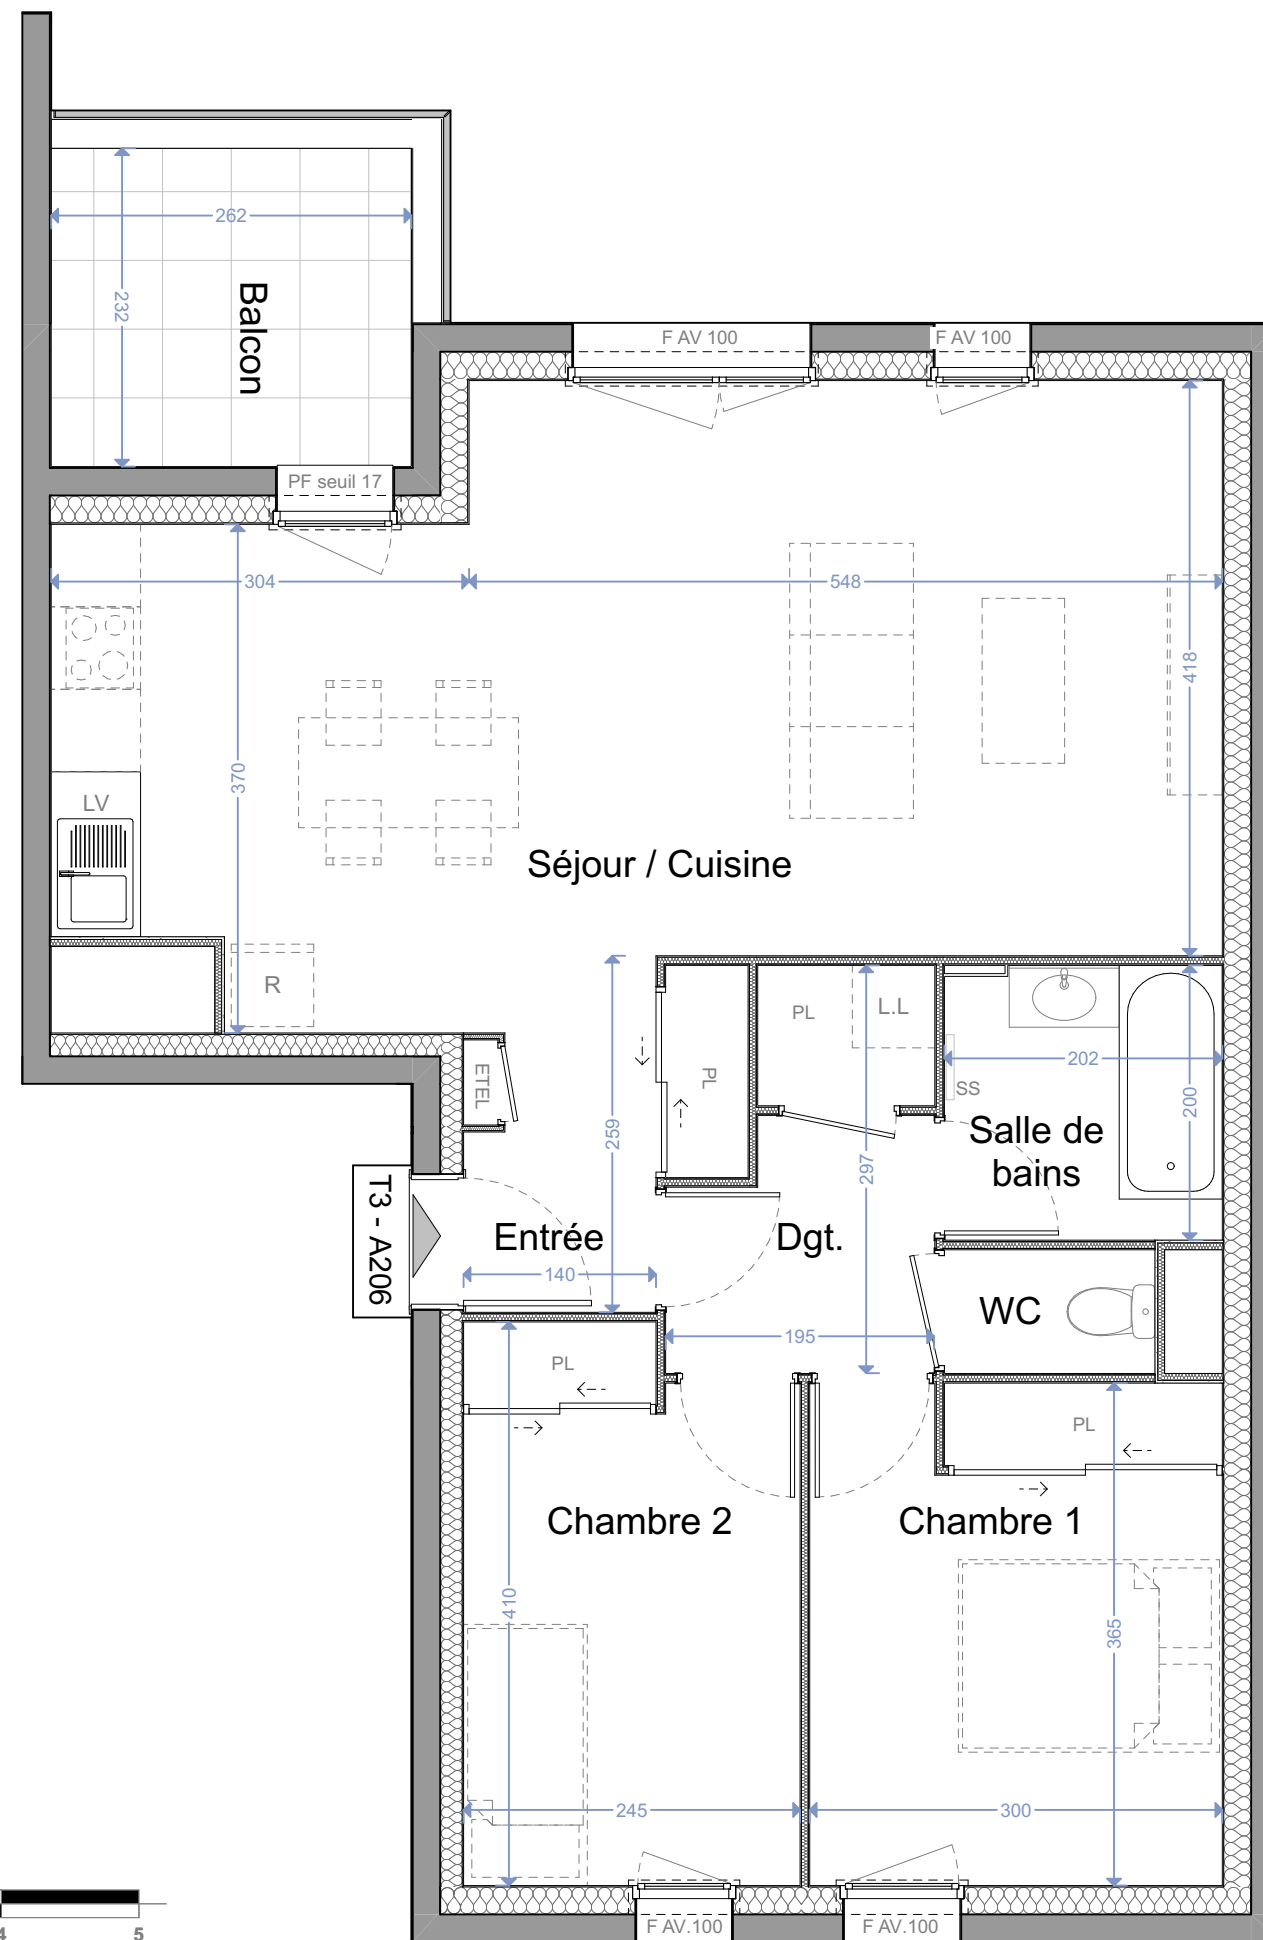 262
232
Balcon
F AV 100
F AV 100
PF seuil 17
304
548
418
370
LV
Séjour / Cuisine
R
ETEL
259
PL
PL
L.L
297
202
SS
200
Salle de
bains
T3 - A206
Entrée
140
Dgt.
WC
195
PL
PL
Chambre 2
Chambre 1
410
365
245
300
F AV.100
F AV.100
4
5